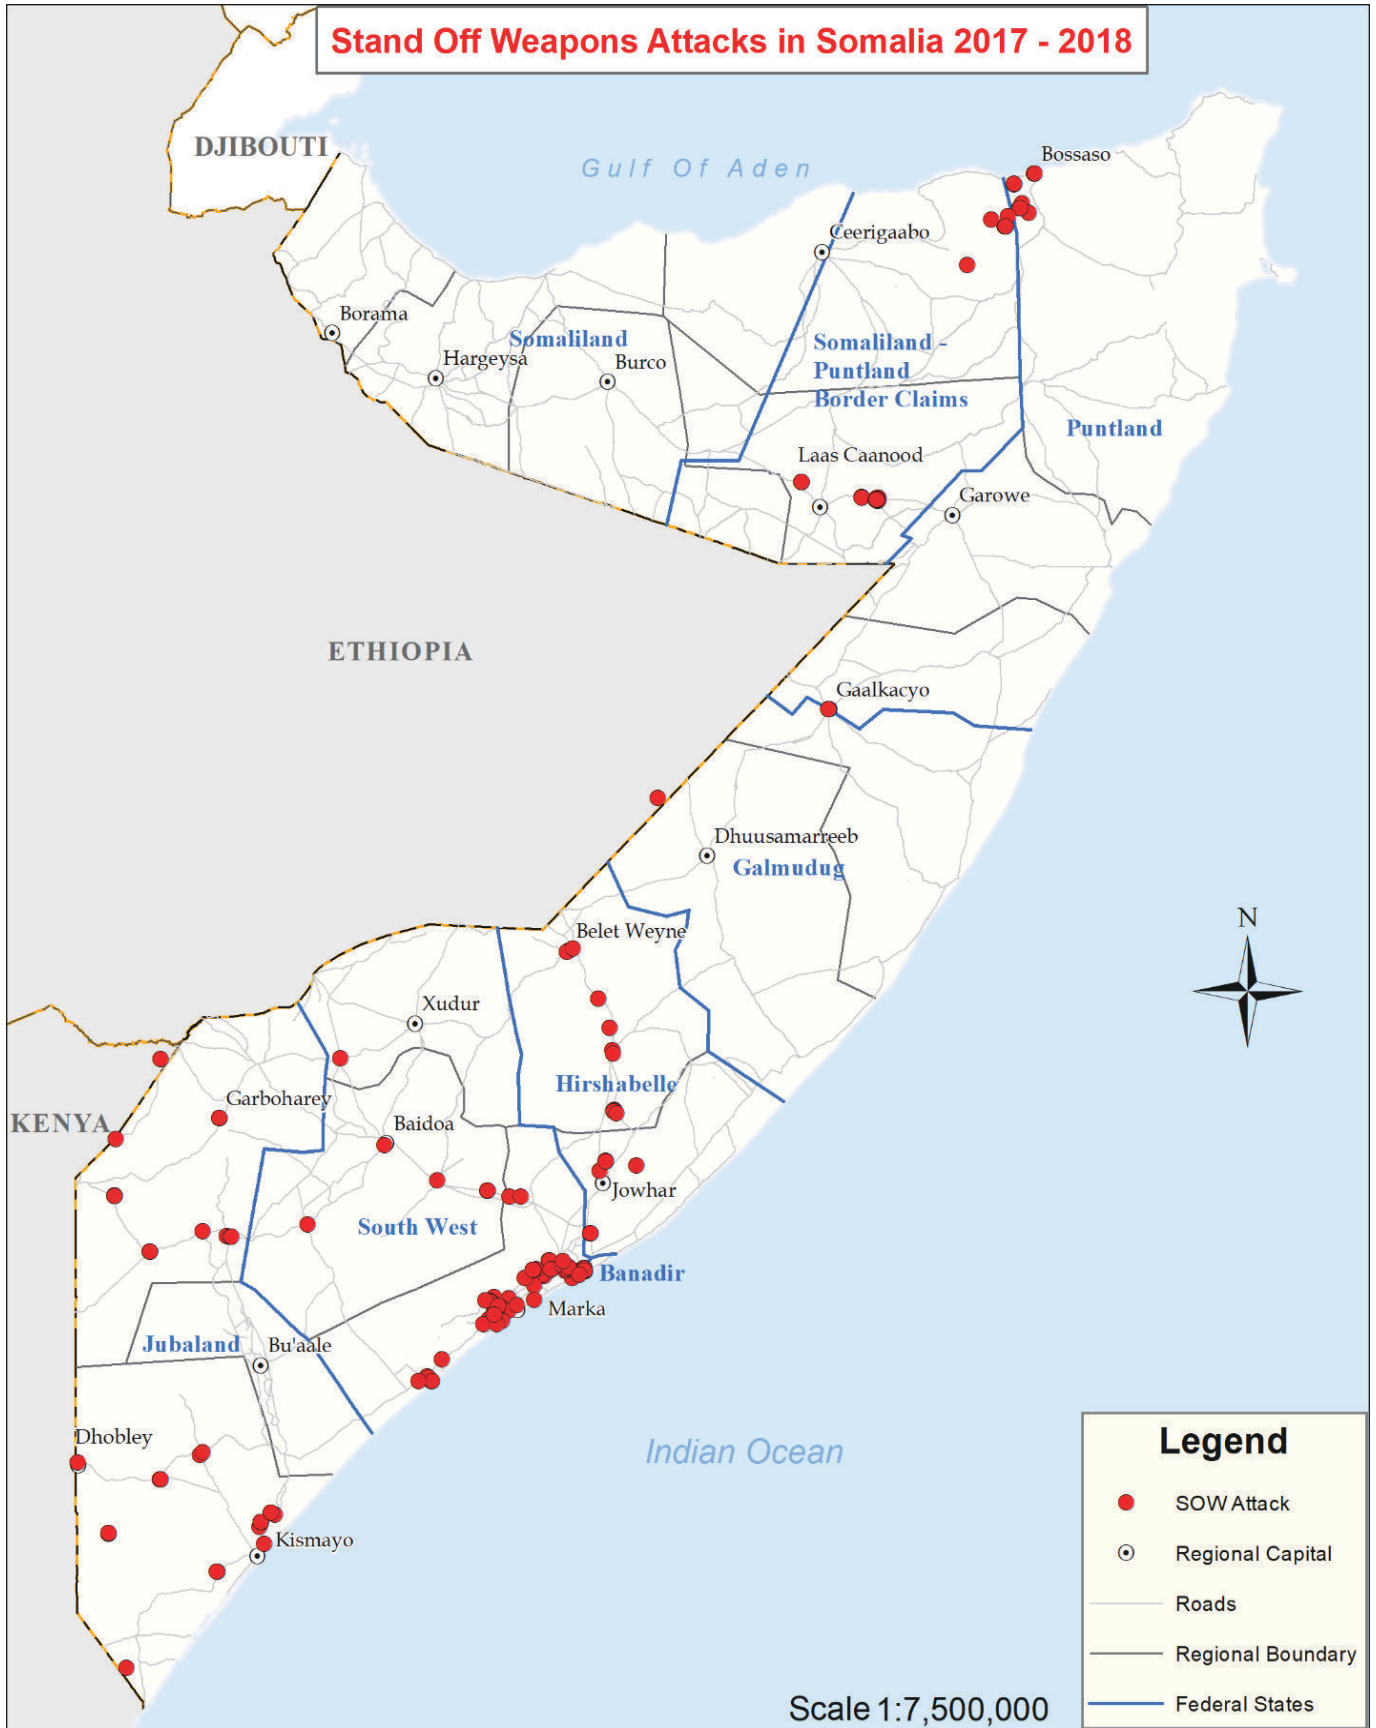 Stand Off Weapons Attacks in Somalia 2017 - 2018
DJIBOUTI
Gulf Of Aden
Bossaso
Ceerigaabo
Borama
Somaliland
Hargeysa
Burco
Somaliland -
Puntland
Border Claims
Puntland
Laas Caanood
Garowe
ETHIOPIA
Gaalkacyo
Dhuusamarreeb
Galmudug
Belet Weyne
N
Xudur
Hirshabelle
Garboharey
KENYA
Baidoa
Jowhar
South West
Banadir
Marka
Jubaland
Bu'aale
Dhobley
Indian Ocean
Kismayo
Legend
SOW Attack
Regional Capital
Roads
Regional Boundary
Federal States
Scale 1:7,500,000